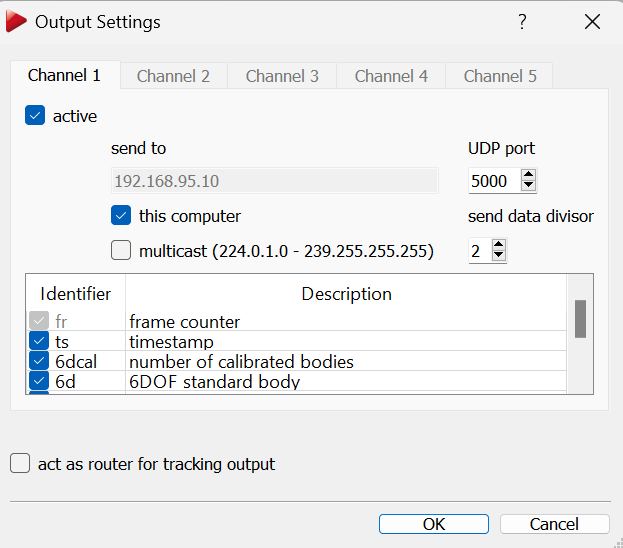 Output Settings
?
Channel 1 Channel 2 Channel 3 Channel 4 Channel 5
active
send to UDP port
192.168.95.10 5000
this computer send data divisor
multicast (224.0.1.0 - 239.255.255.255) 2
Identifier Description
fr frame counter
ts timestamp
6dcal number of calibrated bodies
6d 6DOF standard body
act as router for tracking output
OK Cancel